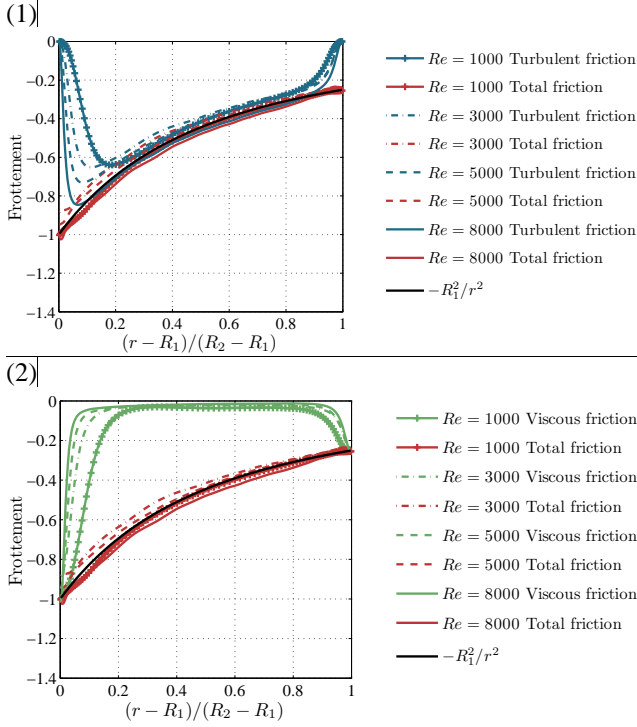 (1)
0
−0.2
−0.4
−0.6
−0.8
−1
−1.2
−1.4
Frottement
0 0.2 0.4 0.6 0.8 1
(r − R₁)/(R₂ − R₁)
Re = 1000 Turbulent friction
Re = 1000 Total friction
Re = 3000 Turbulent friction
Re = 3000 Total friction
Re = 5000 Turbulent friction
Re = 5000 Total friction
Re = 8000 Turbulent friction
Re = 8000 Total friction
−R₁²/r²
(2)
0
−0.2
−0.4
−0.6
−0.8
−1
−1.2
−1.4
Frottement
0 0.2 0.4 0.6 0.8 1
(r − R₁)/(R₂ − R₁)
Re = 1000 Viscous friction
Re = 1000 Total friction
Re = 3000 Viscous friction
Re = 3000 Total friction
Re = 5000 Viscous friction
Re = 5000 Total friction
Re = 8000 Viscous friction
Re = 8000 Total friction
−R₁²/r²